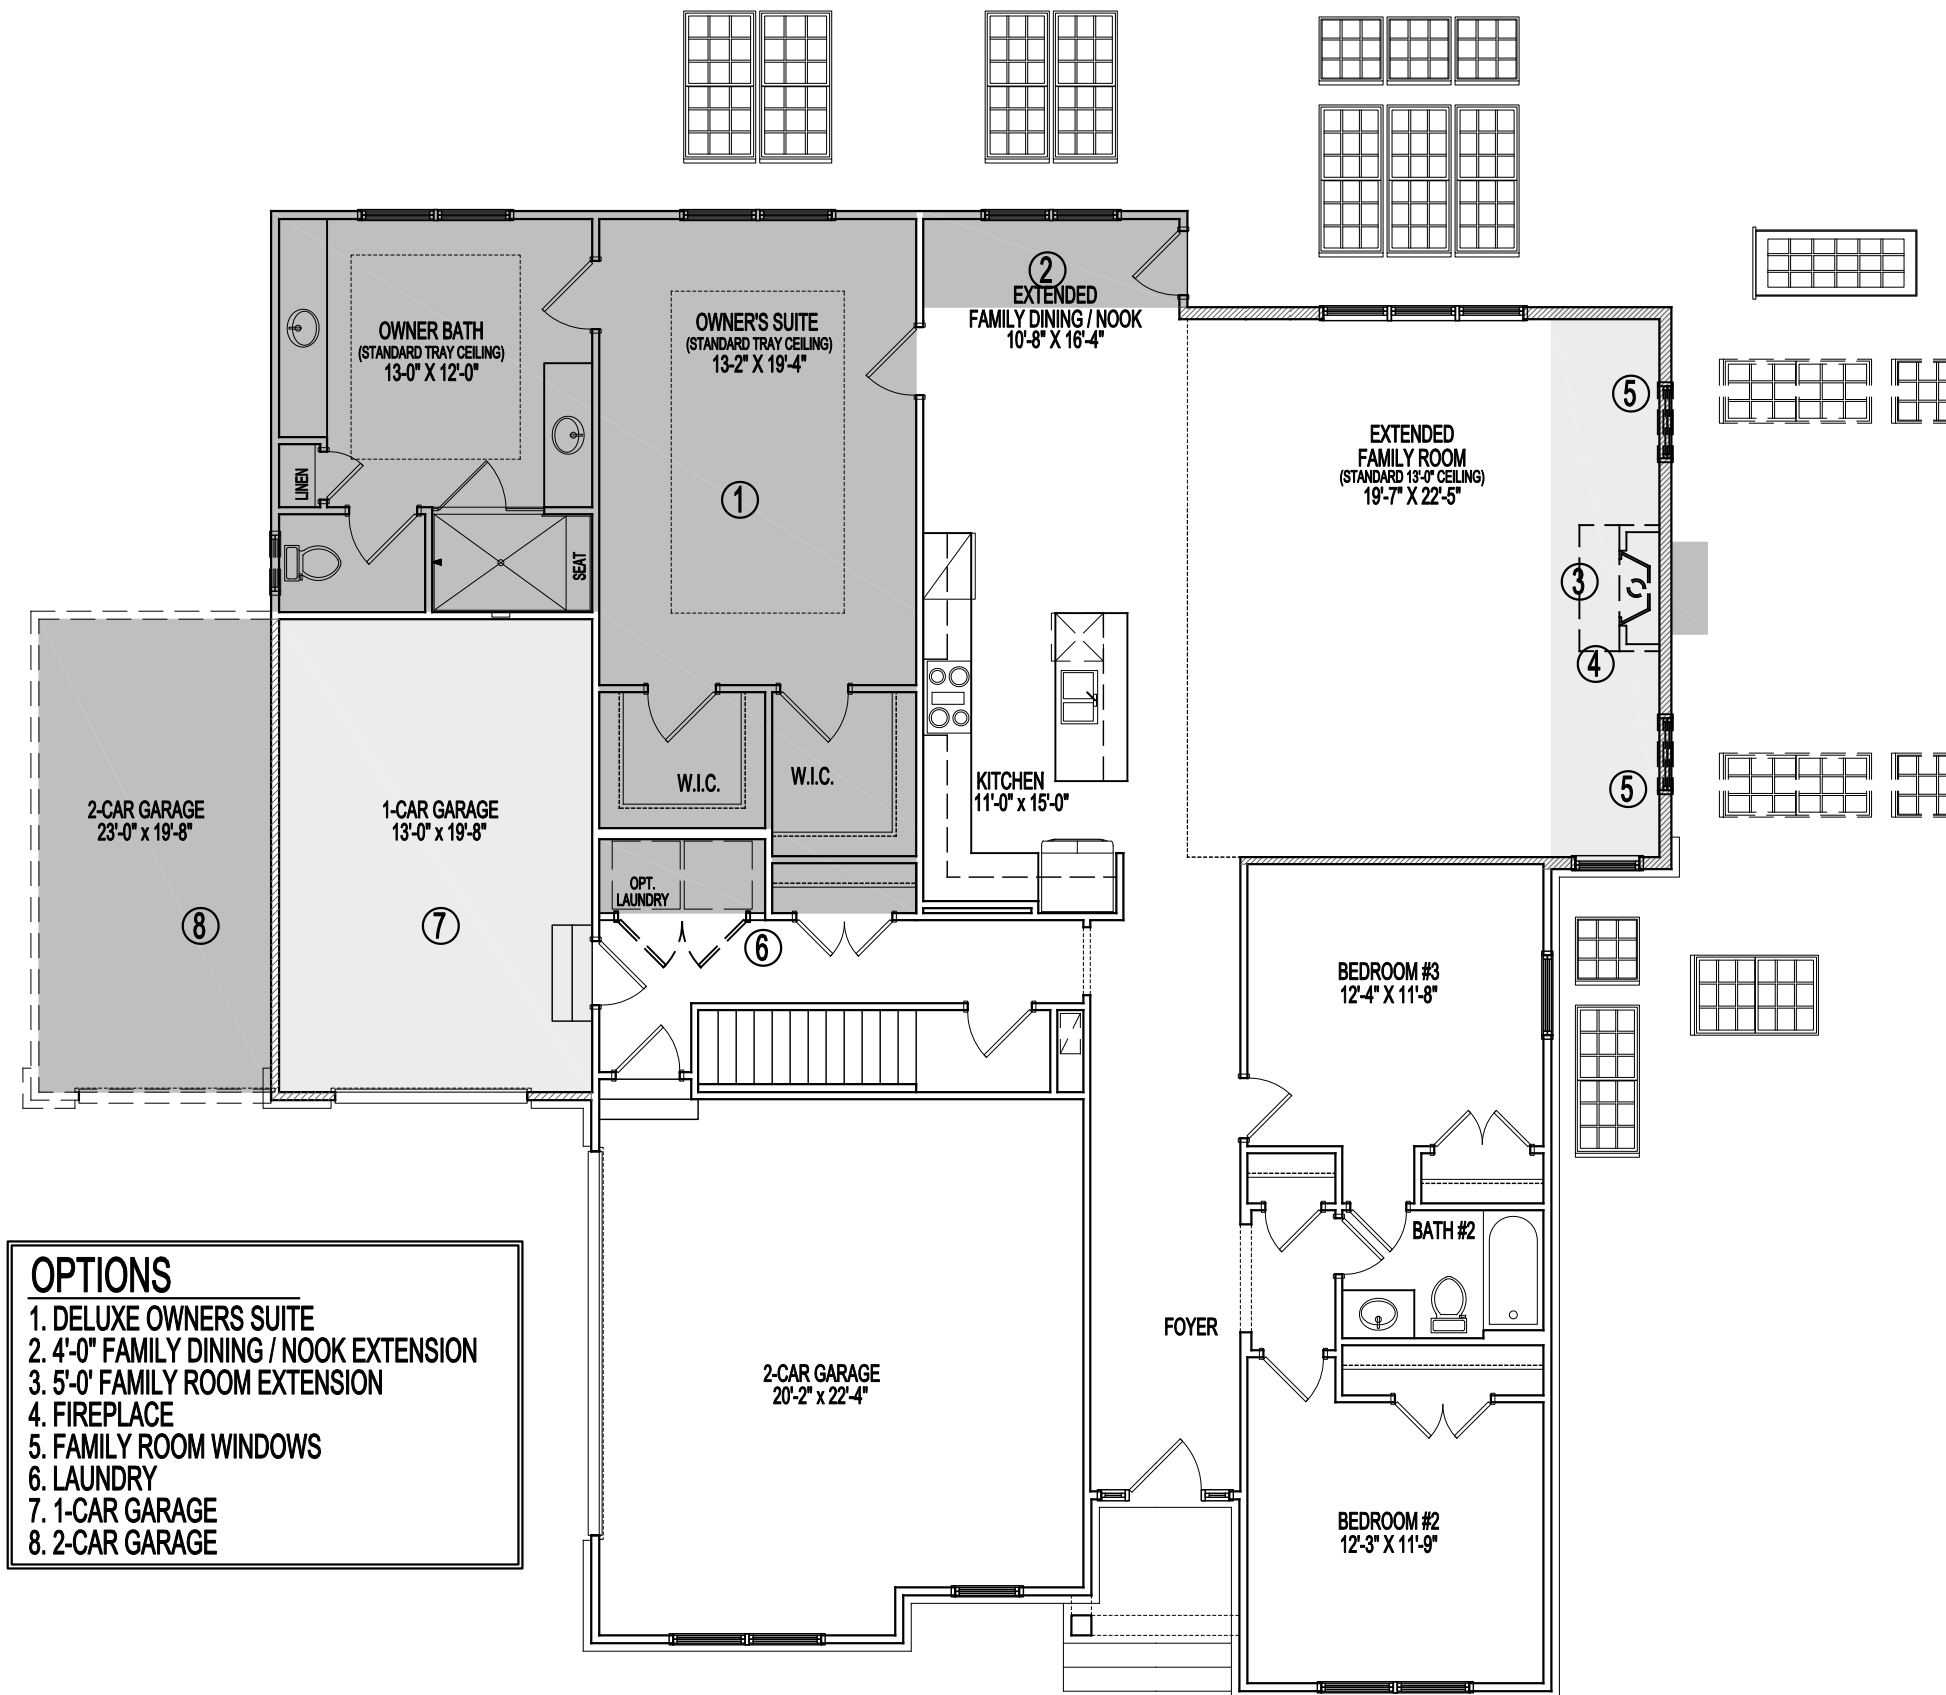 2
EXTENDED
FAMILY DINING / NOOK
10'-8" X 16'-4"
OWNER BATH
(STANDARD TRAY CEILING)
13-0" X 12'-0"
OWNER'S SUITE
(STANDARD TRAY CEILING)
13-2" X 19'-4"
5
EXTENDED
FAMILY ROOM
(STANDARD 13'-0" CEILING)
19'-7" X 22'-5"
LINEN
1
SEAT
3
4
2-CAR GARAGE
23'-0" x 19'-8"
1-CAR GARAGE
13'-0" x 19'-8"
W.I.C.
W.I.C.
KITCHEN
11'-0" x 15'-0"
5
OPT.
LAUNDRY
8
7
6
BEDROOM #3
12'-4" X 11'-8"
BATH #2
FOYER
2-CAR GARAGE
20'-2" x 22'-4"
BEDROOM #2
12'-3" X 11'-9"
OPTIONS
1. DELUXE OWNERS SUITE
2. 4'-0" FAMILY DINING / NOOK EXTENSION
3. 5'-0' FAMILY ROOM EXTENSION
4. FIREPLACE
5. FAMILY ROOM WINDOWS
6. LAUNDRY
7. 1-CAR GARAGE
8. 2-CAR GARAGE